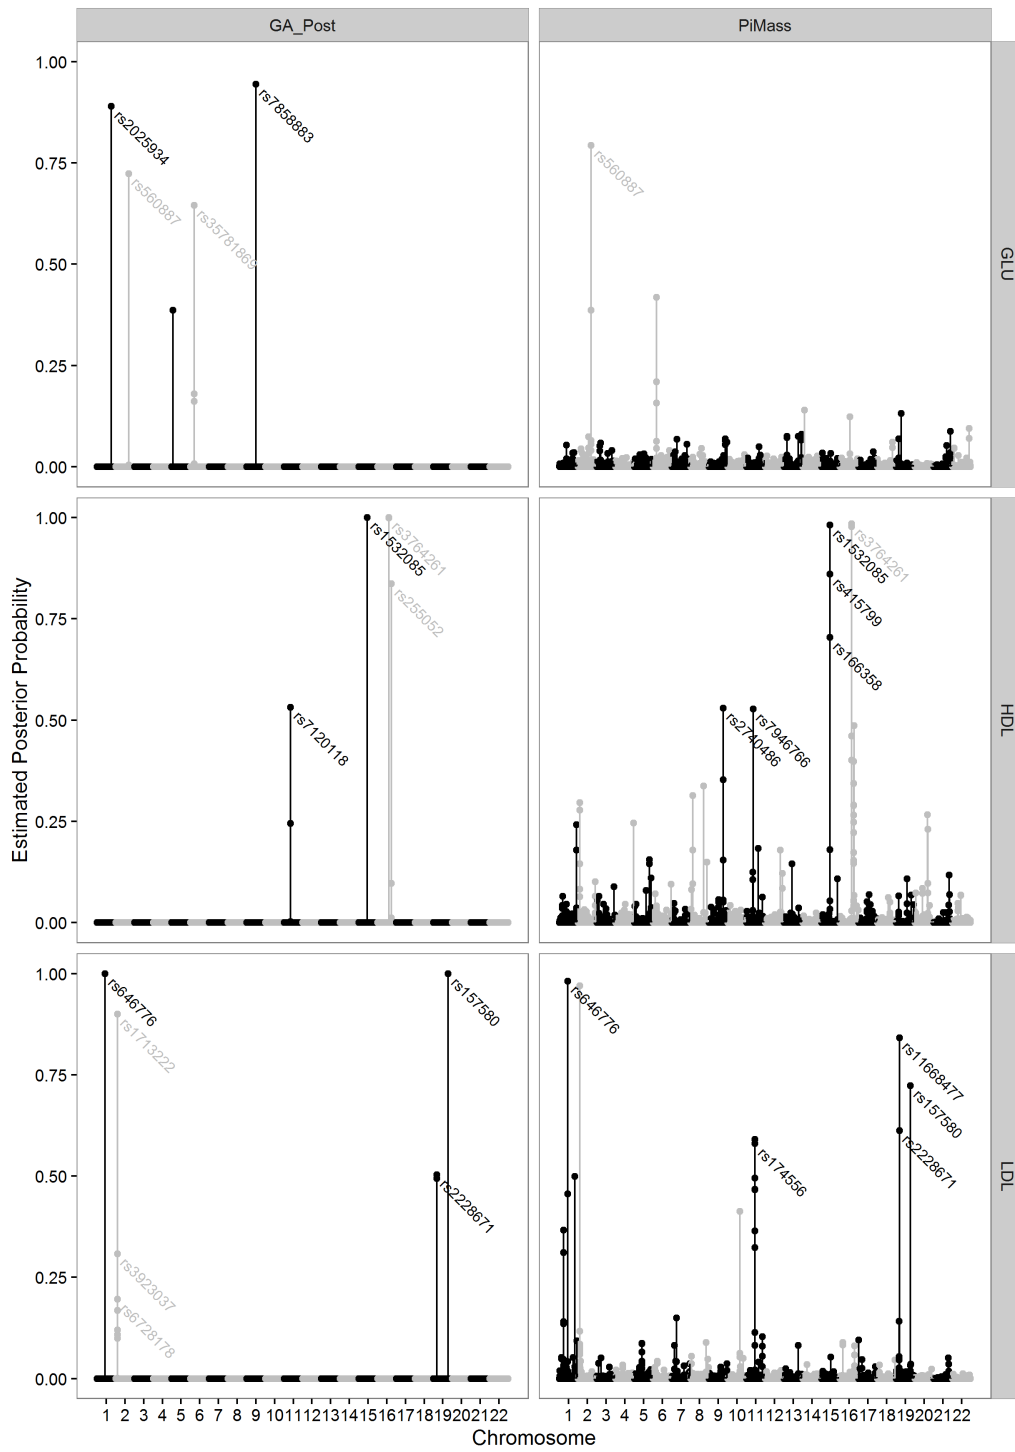 GA_Post
PiMass
1.00
0.75
0.50
0.25
0.00
rs2025934
rs560887
rs35781869
rs7858883
rs560887
GLU
Estimated Posterior Probability
1.00
0.75
0.50
0.25
0.00
rs7120118
rs1532085
rs3764261
rs255052
rs2740486
rs7946766
rs1532085
rs415799
rs166358
rs3764261
HDL
1.00
0.75
0.50
0.25
0.00
rs646776
rs1713222
rs3923037
rs6728178
rs157580
rs2228671
rs646776
rs174556
rs11668477
rs157580
rs2228671
LDL
1 2 3 4 5 6 7 8 9 10 11 12 13 14 15 16 17 18 19 20 21 22
1 2 3 4 5 6 7 8 9 10 11 12 13 14 15 16 17 18 19 20 21 22
Chromosome